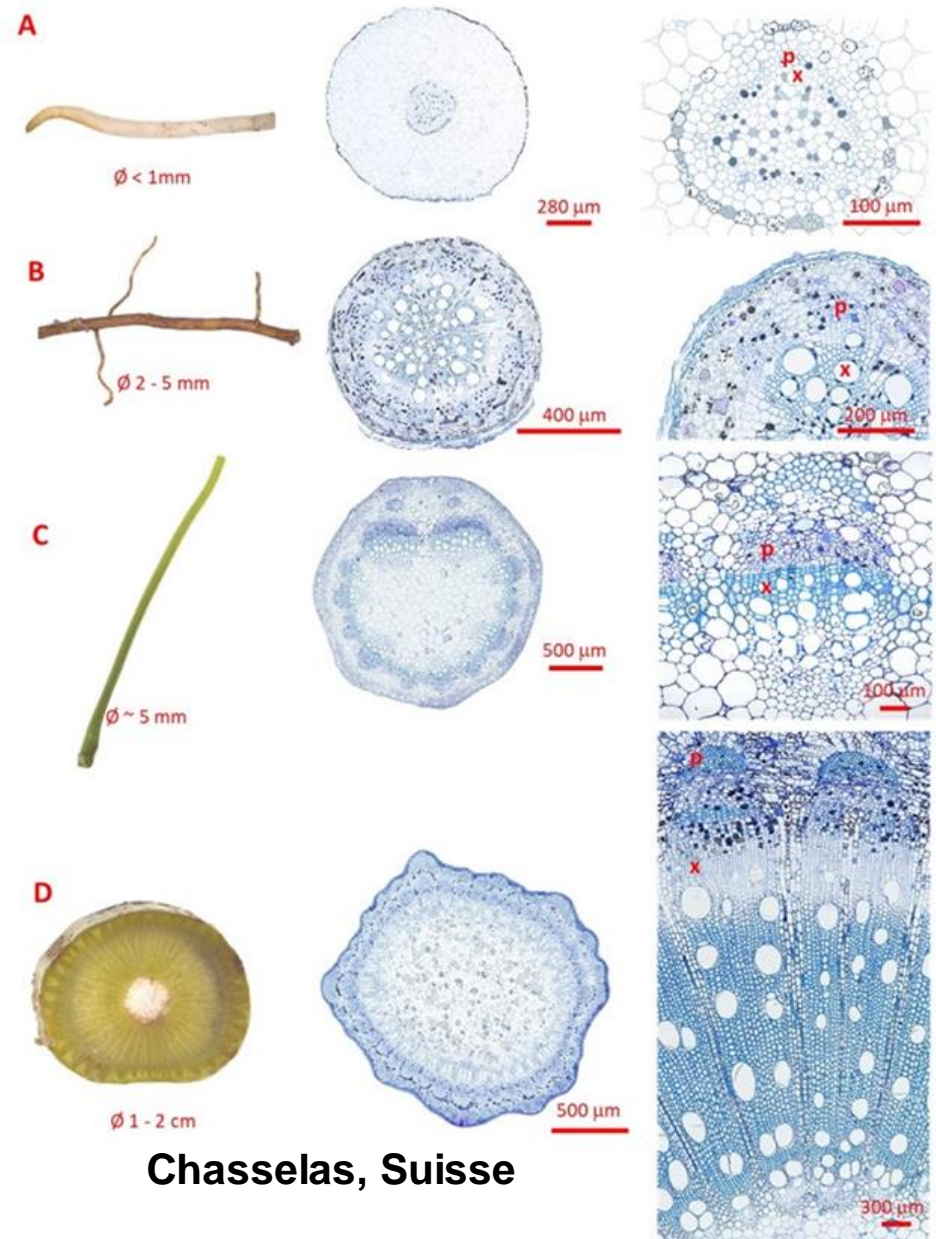 A
Ø < 1mm
280 µm
p
x
100 µm
B
Ø 2 - 5 mm
400 µm
p
x
200 µm
C
Ø ~ 5 mm
500 µm
p
x
100 µm
D
Ø 1 - 2 cm
500 µm
p
x
300 µm
Chasselas, Suisse